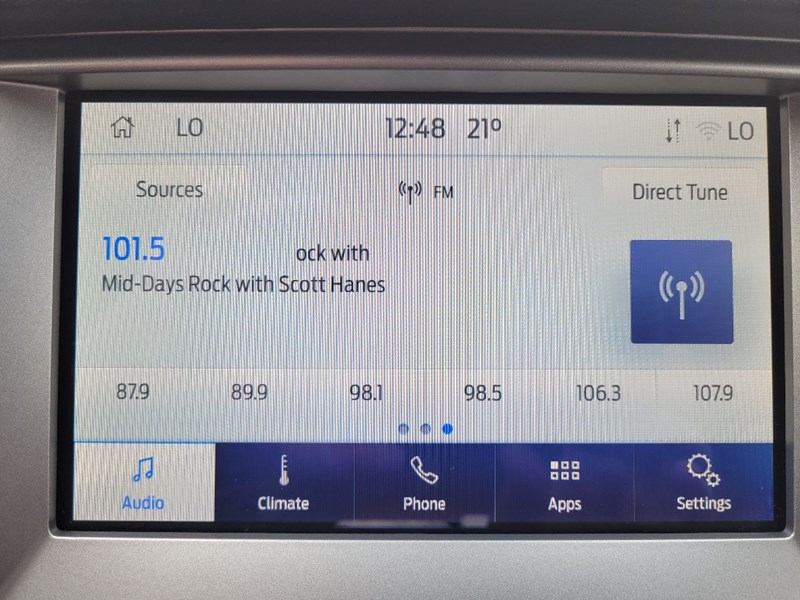 LO 12:48 21° LO
Sources FM Direct Tune
101.5 ock with
Mid-Days Rock with Scott Hanes
87.9 89.9 98.1 98.5 106.3 107.9
Audio Climate Phone Apps Settings